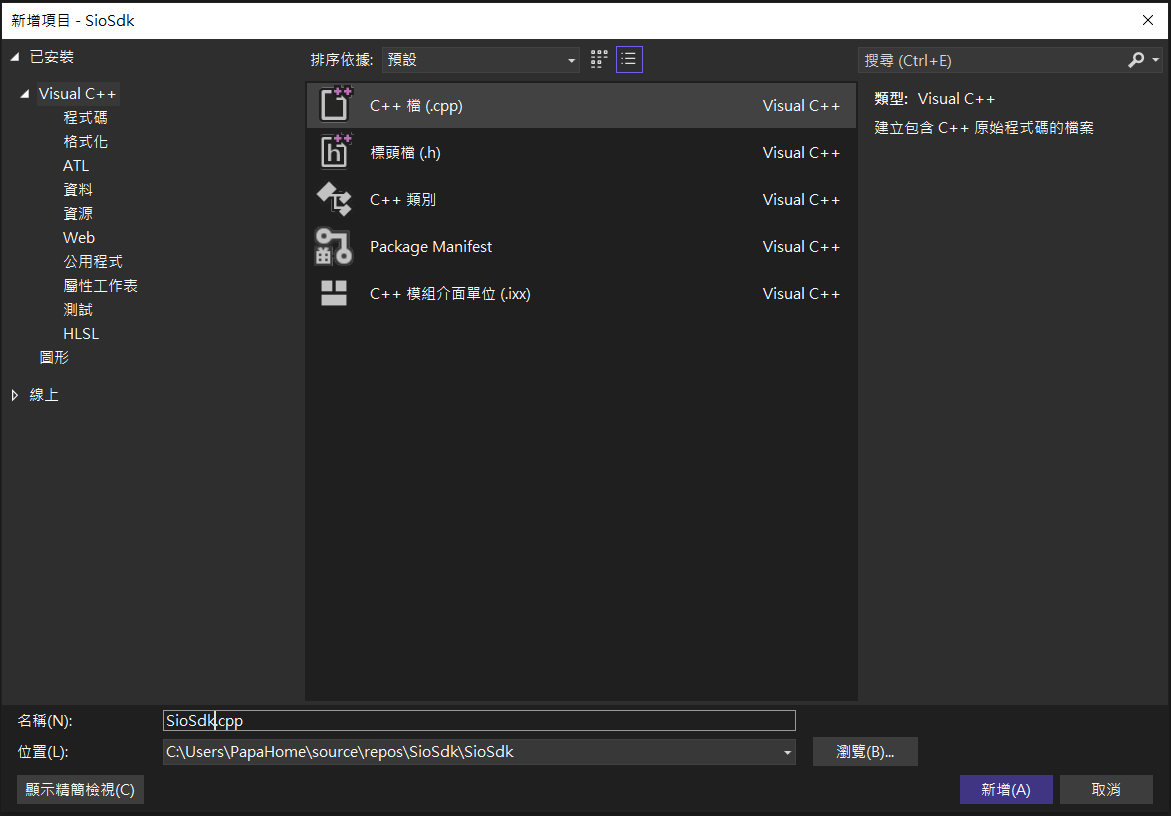 新增項目 - SioSdk
已安裝
Visual C++
程式碼
格式化
ATL
資料
資源
Web
公用程式
屬性工作表
測試
HLSL
圖形
線上
排序依據: 預設
C++ 檔 (.cpp) Visual C++
標頭檔 (.h) Visual C++
C++ 類別 Visual C++
Package Manifest Visual C++
C++ 模組介面單位 (.ixx) Visual C++
搜尋 (Ctrl+E)
類型: Visual C++
建立包含 C++ 原始程式碼的檔案
名稱(N): SioSdk.cpp
位置(L): C:\Users\PapaHome\source\repos\SioSdk\SioSdk 瀏覽(B)...
顯示精簡檢視(C) 新增(A) 取消